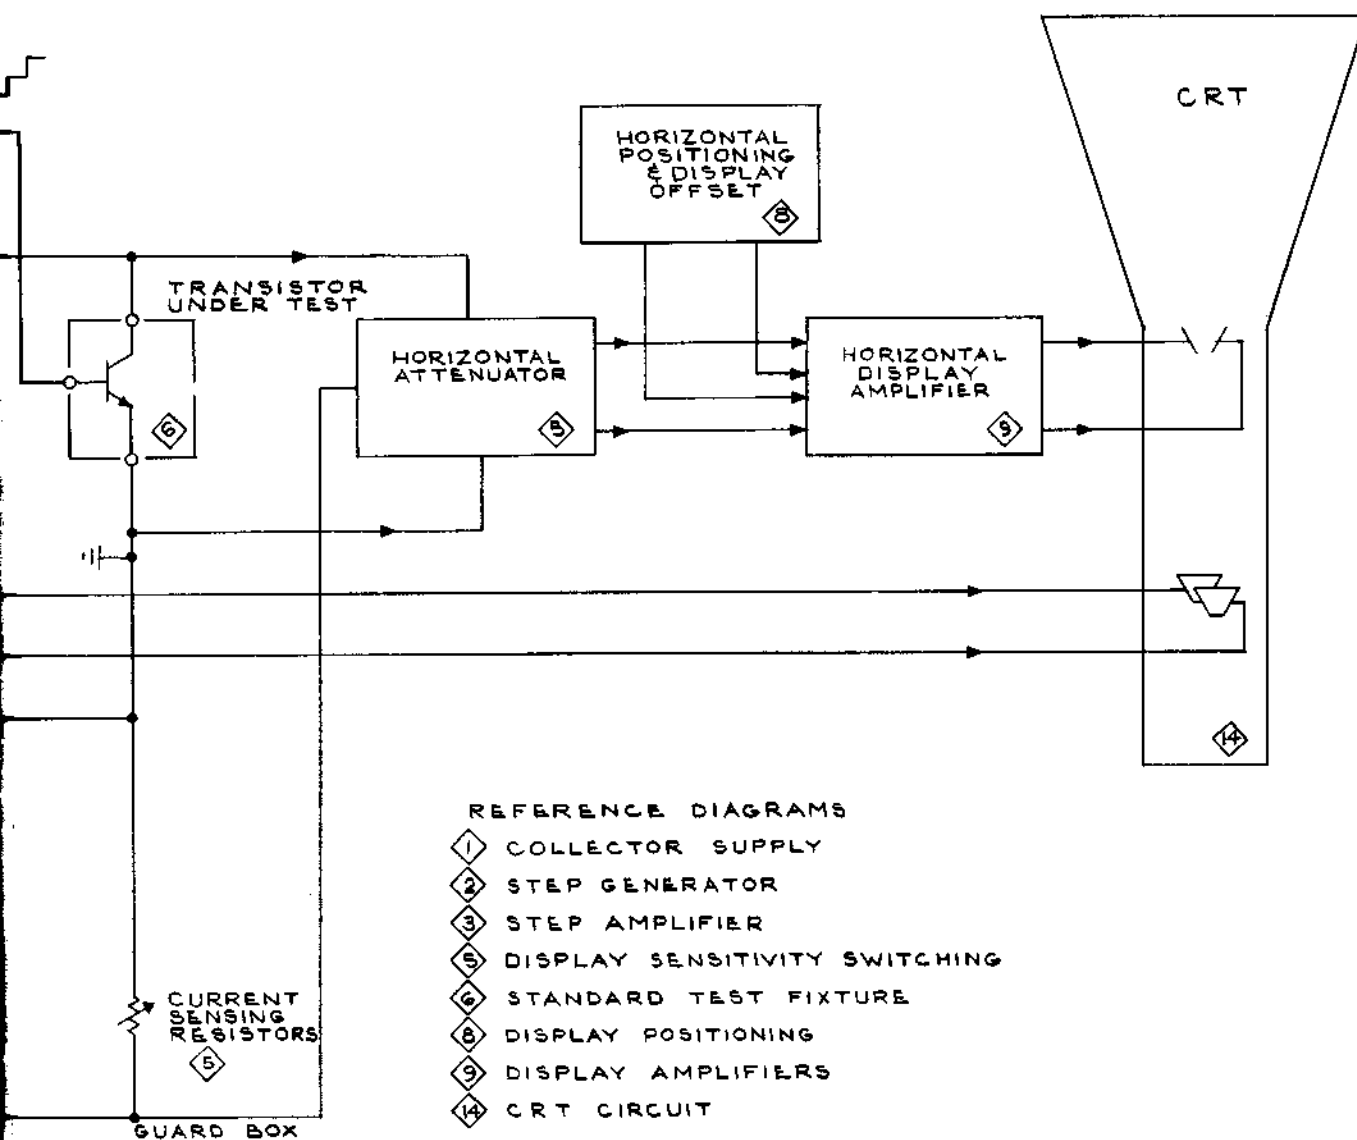 CRT
HORIZONTAL
POSITIONING
& DISPLAY
OFFSET
8
TRANSISTOR
UNDER TEST
HORIZONTAL
ATTENUATOR
5
HORIZONTAL
DISPLAY
AMPLIFIER
9
6
14
REFERENCE DIAGRAMS
1 COLLECTOR SUPPLY
2 STEP GENERATOR
3 STEP AMPLIFIER
5 DISPLAY SENSITIVITY SWITCHING
6 STANDARD TEST FIXTURE
8 DISPLAY POSITIONING
9 DISPLAY AMPLIFIERS
14 CRT CIRCUIT
CURRENT
SENSING
RESISTORS
5
GUARD BOX